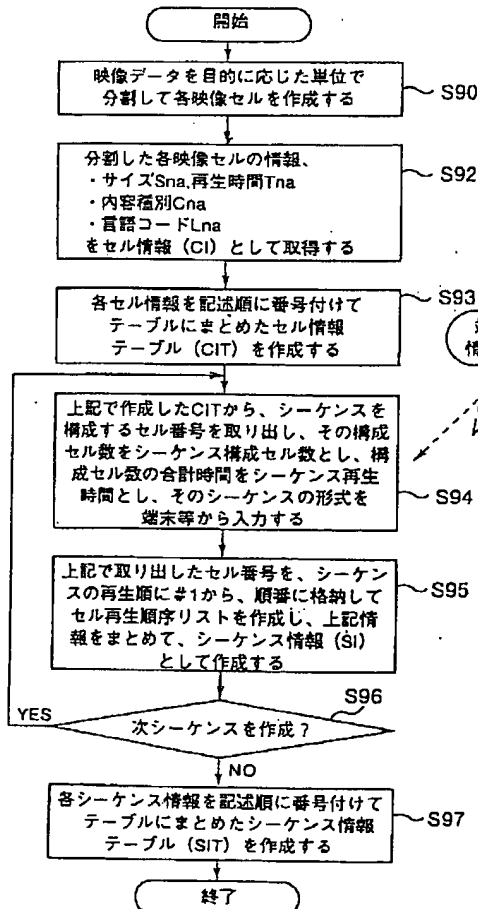 開始
映像データを目的に応じた単位で
分割して各映像セルを作成する
S90
分割した各映像セルの情報、
・サイズSna,再生時間Tna
・内容種別Cna
・言語コードLna
をセル情報（CI）として取得する
S92
各セル情報を記述順に番号付けて
テーブルにまとめたセル情報
テーブル（CIT）を作成する
S93
情
上記で作成したCITから、シーケンスを
構成するセル番号を取り出し、その構成
セル数をシーケンス構成セル数とし、構
成セル数の合計時間をシーケンス再生
時間とし、そのシーケンスの形式を
端末等から入力する
S94
上記で取り出したセル番号を、シーケン
スの再生順に#1から、順番に格納して
セル再生順序リストを作成し、上記情
報をまとめて、シーケンス情報（SI）
として作成する
S95
S96
YES
次シーケンスを作成？
NO
各シーケンス情報を記述順に番号付けて
テーブルにまとめたシーケンス情報
テーブル（SIT）を作成する
S97
終了